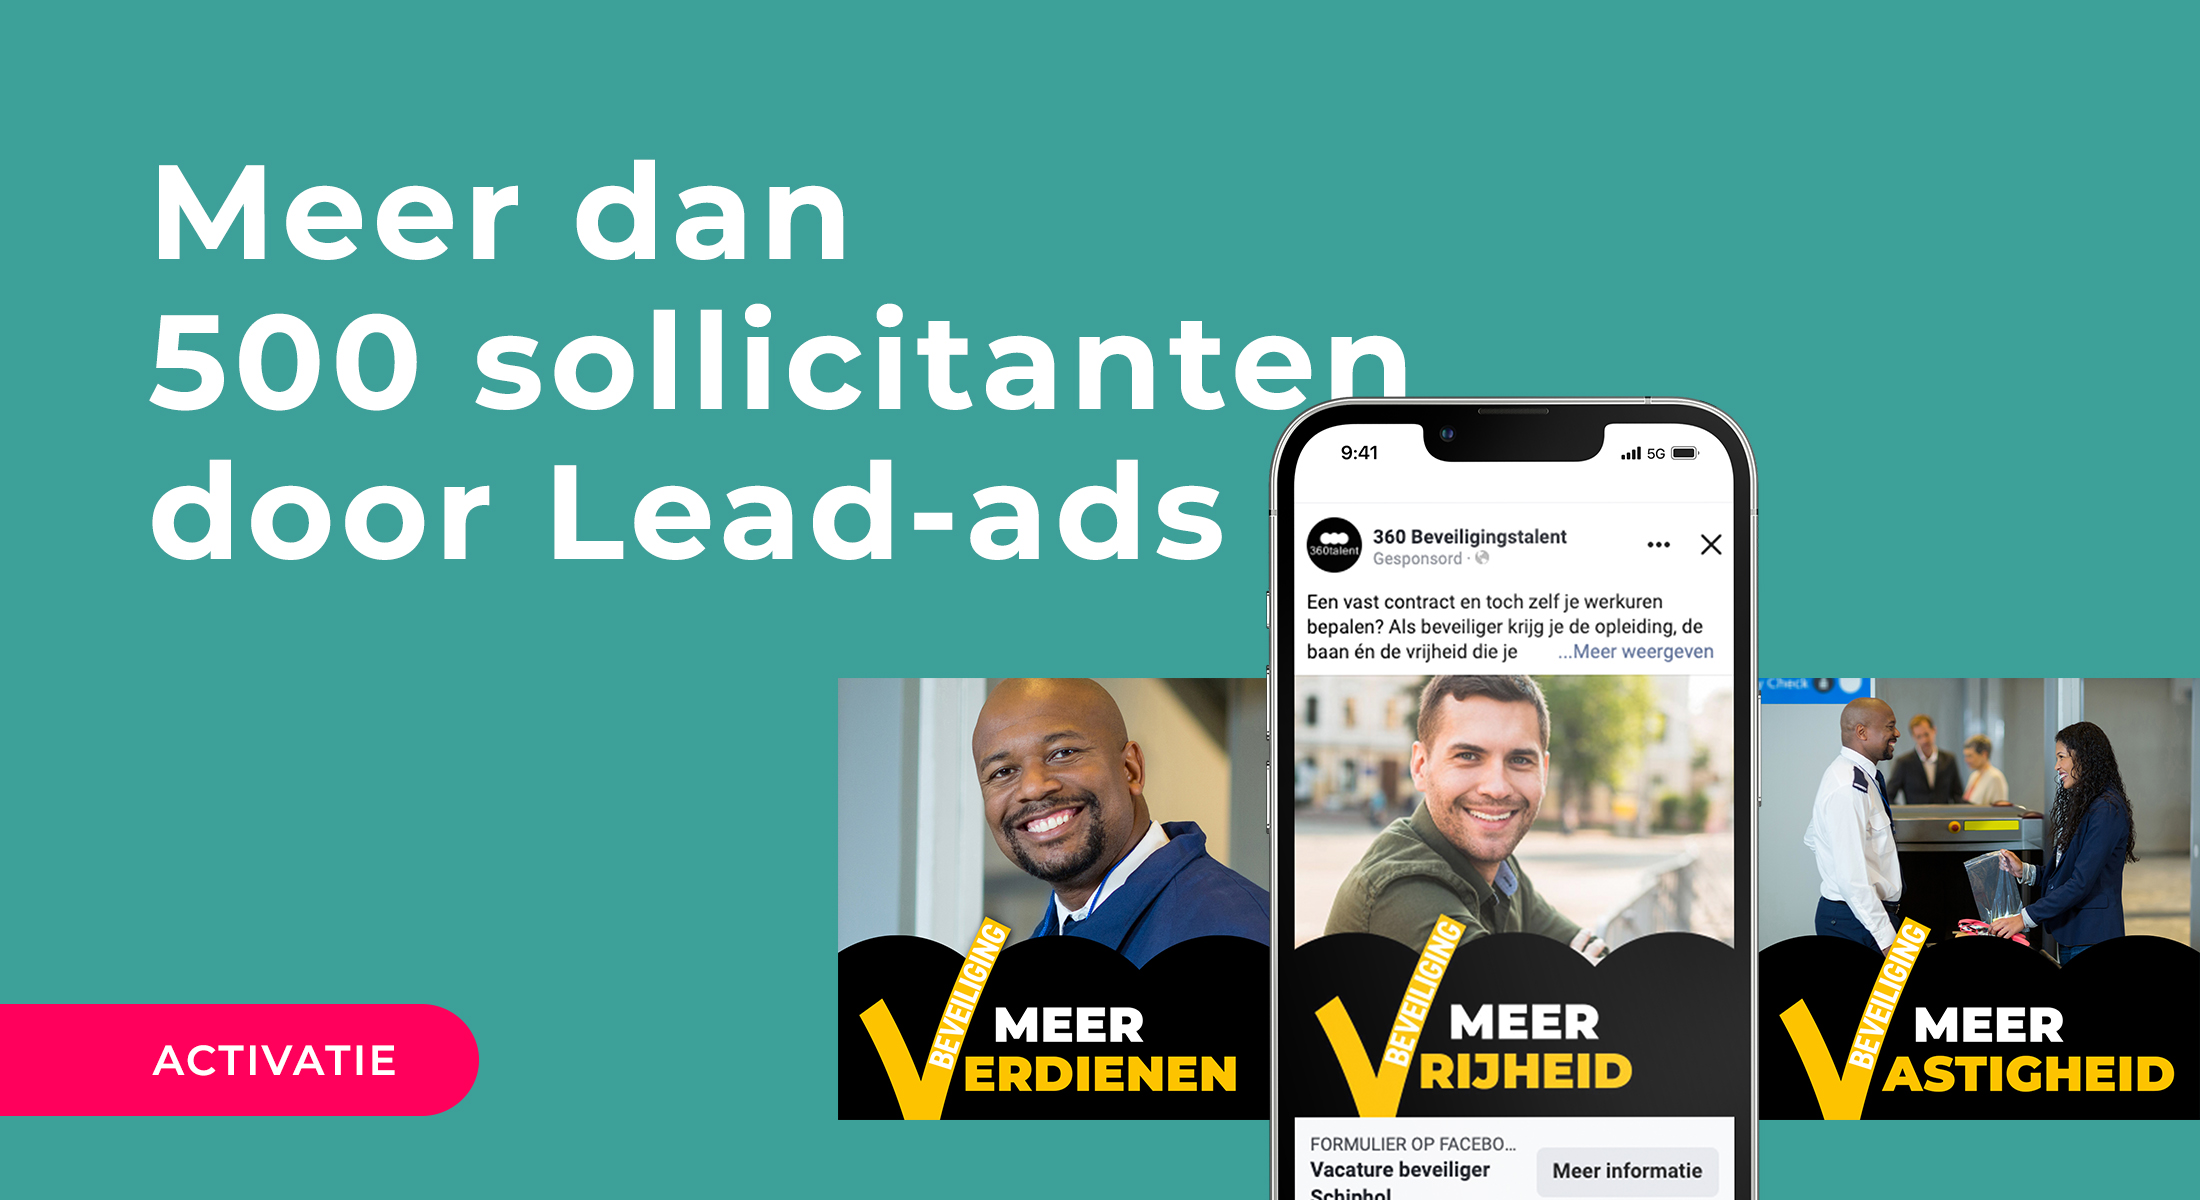 Meer dan
500 sollicitanten
door Lead-ads
9:41
5G
360talent
360 Beveiligingstalent
Gesponsord ·
Een vast contract en toch zelf je werkuren
bepalen? Als beveiliger krijg je de opleiding, de
baan én de vrijheid die je ...Meer weergeven
y Check
BEVEILIGING
MEER
VERDIENEN
BEVEILIGING
MEER
VRIJHEID
BEVEILIGING
MEER
VASTIGHEID
ACTIVATIE
FORMULIER OP FACEBO...
Vacature beveiliger
Schiphol
Meer informatie